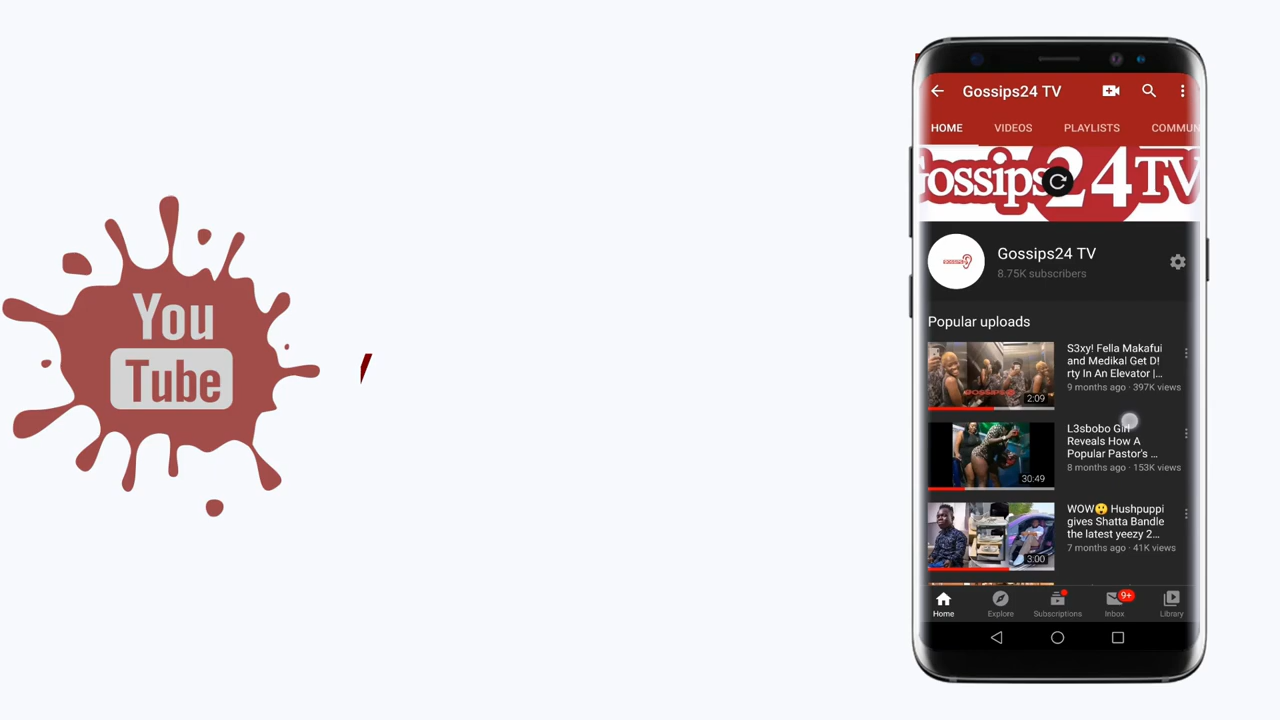 You
Tube
Gossips24 TV
HOME VIDEOS PLAYLISTS COMMUN
Gossips24TV
Gossips24 TV
8.75K subscribers
Popular uploads
S3xy! Fella Makafui
and Medikal Get D!
rty In An Elevator |...
9 months ago · 397K views
2:09
L3sbobo Girl
Reveals How A
Popular Pastor's ...
8 months ago · 153K views
30:49
WOW😲 Hushpuppi
gives Shatta Bandle
the latest yeezy 2...
7 months ago · 41K views
3:00
9+
Home Explore Subscriptions Inbox Library